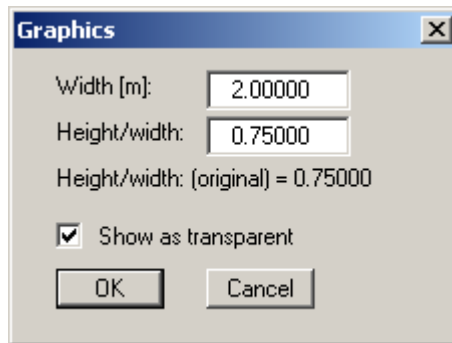 Graphics
Width [m]: 2.00000
Height/width: 0.75000
Height/width: (original) = 0.75000
Show as transparent
OK Cancel